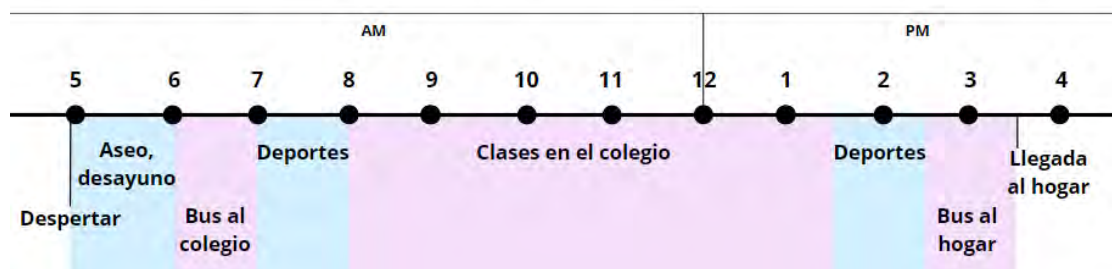 AM PM
5 6 7 8 9 10 11 12 1 2 3 4
Aseo,
desayuno
Deportes
Clases en el colegio
Deportes
Llegada
al hogar
Despertar
Bus al
colegio
Bus al
hogar